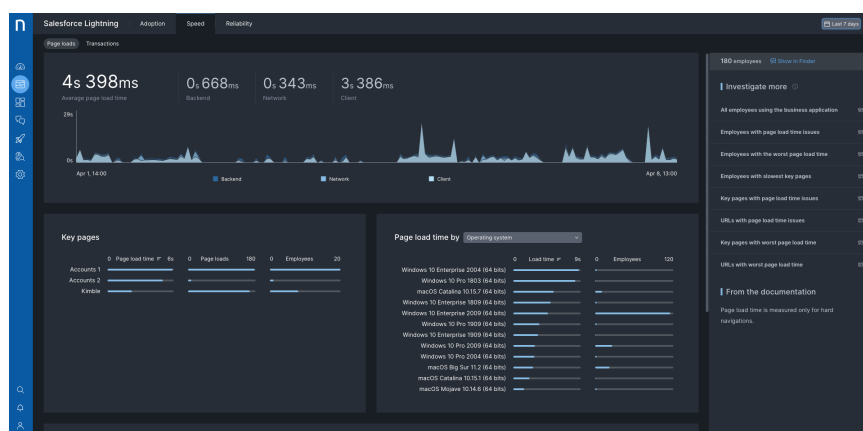 n Salesforce Lightning Adoption Speed Reliability Last 7 days
Page loads Transactions
180 employees Show in Finder
4s 398ms 0s 668ms 0s 343ms 3s 386ms
Average page load time Backend Network Client
29s
0s
Apr 1, 14:00 Apr 8, 13:00
Backend Network Client
Investigate more
All employees using the business application
Employees with page load time issues
Employees with the worst page load time
Employees with slowest key pages
Key pages with page load time issues
URLs with page load time issues
Key pages with worst page load time
URLs with worst page load time
From the documentation
Page load time is measured only for hard
navigations.
Key pages
0 Page load time 6s 0 Page loads 180 0 Employees 20
Accounts 1
Accounts 2
Kimble
Page load time by Operating system
0 Load time 9s 0 Employees 120
Windows 10 Enterprise 2004 (64 bits)
Windows 10 Pro 1803 (64 bits)
macOS Catalina 10.15.7 (64 bits)
Windows 10 Enterprise 1809 (64 bits)
Windows 10 Enterprise 2009 (64 bits)
Windows 10 Pro 1909 (64 bits)
Windows 10 Enterprise 1909 (64 bits)
Windows 10 Pro 2009 (64 bits)
Windows 10 Pro 2004 (64 bits)
macOS Big Sur 11.2 (64 bits)
macOS Catalina 10.15.1 (64 bits)
macOS Mojave 10.14.6 (64 bits)